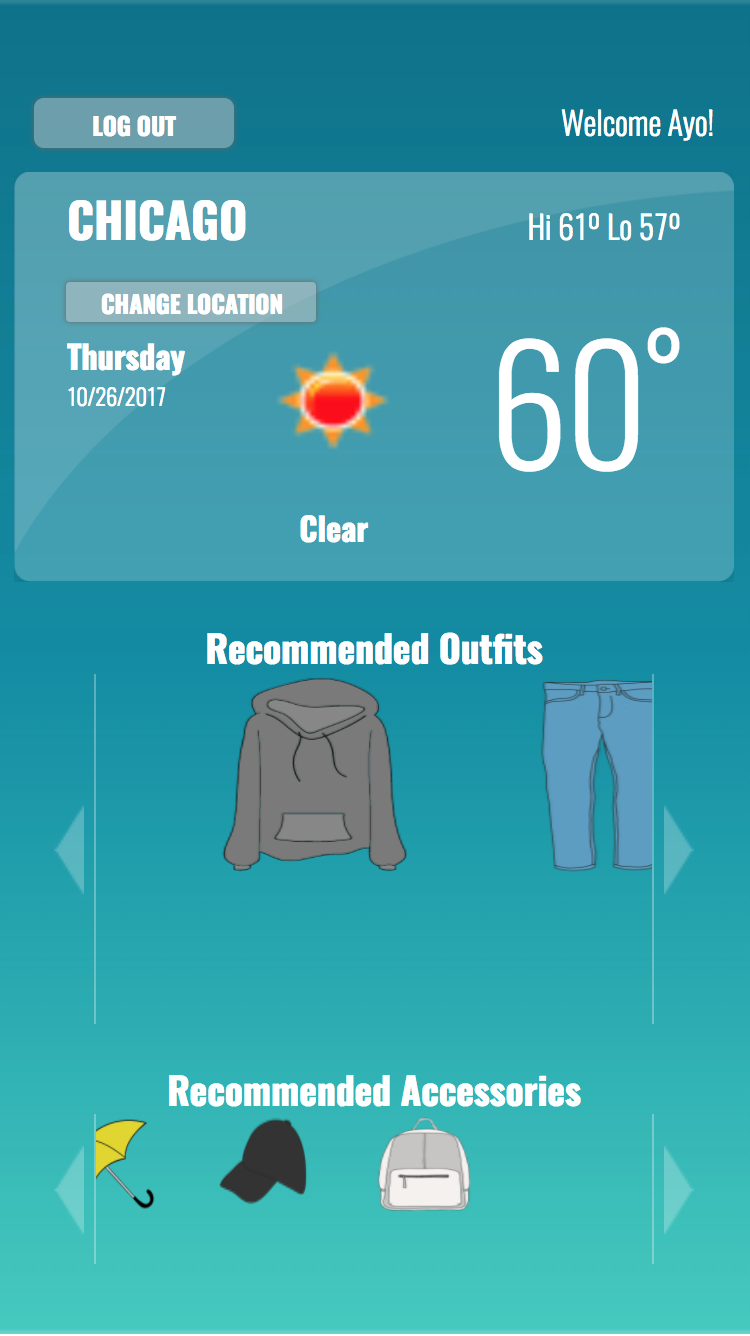 LOG OUT
Welcome Ayo!
CHICAGO
Hi 61º Lo 57º
CHANGE LOCATION
Thursday
10/26/2017
60°
Clear
Recommended Outfits
Recommended Accessories